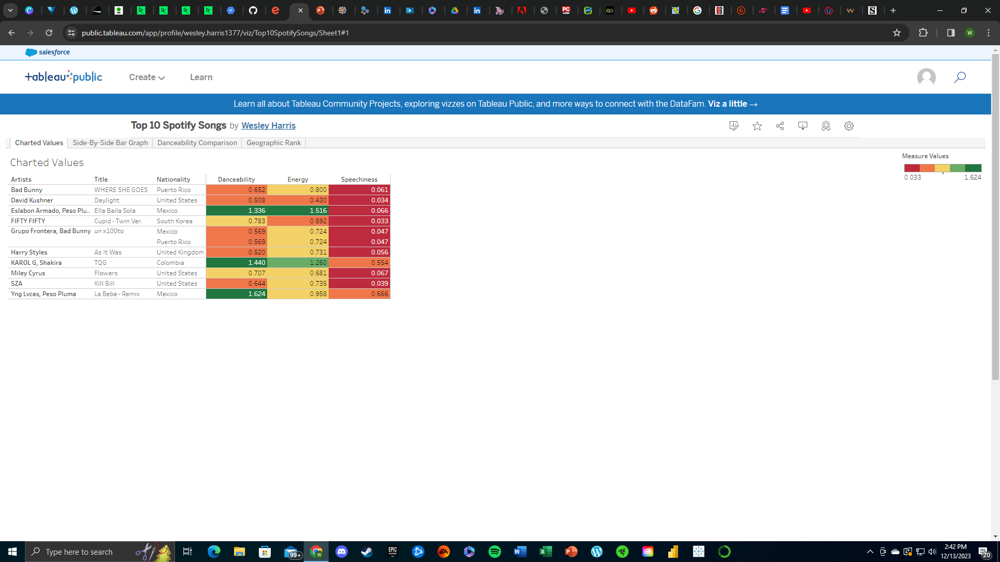 public.tableau.com/app/profile/wesley.harris1377/viz/Top10SpotifySongs/Sheet1#1
W
salesforce
+ableau+public
Create
Learn
Learn all about Tableau Community Projects, exploring vizzes on Tableau Public, and more ways to connect with the DataFam. Viz a little →
Top 10 Spotify Songs by Wesley Harris
Charted Values Side-By-Side Bar Graph Danceability Comparison Geographic Rank
Charted Values
Measure Values
0.033 1.624
Artists Title Nationality Danceability Energy Speechiness
Bad Bunny WHERE SHE GOES Puerto Rico 0.652 0.800 0.061
David Kushner Daylight United States 0.508 0.430 0.034
Eslabon Armado, Peso Plu.. Ella Baila Sola Mexico 1.336 1.516 0.066
FIFTY FIFTY Cupid - Twin Ver. South Korea 0.783 0.592 0.033
Grupo Frontera, Bad Bunny un x100to Mexico 0.569 0.724 0.047
Puerto Rico 0.569 0.724 0.047
Harry Styles As It Was United Kingdom 0.520 0.731 0.056
KAROL G, Shakira TQG Colombia 1.440 1.260 0.554
Miley Cyrus Flowers United States 0.707 0.681 0.067
SZA Kill Bill United States 0.644 0.735 0.039
Yng Lvcas, Peso Pluma La Bebe - Remix Mexico 1.624 0.958 0.666
Type here to search
99+
2:42 PM
12/13/2023
20